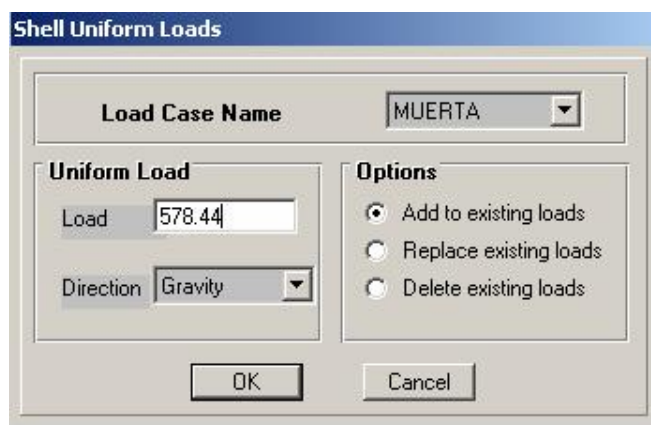 Shell Uniform Loads
Load Case Name
MUERTA
Uniform Load
Load
578.44
Direction
Gravity
Options
Add to existing loads
Replace existing loads
Delete existing loads
OK
Cancel